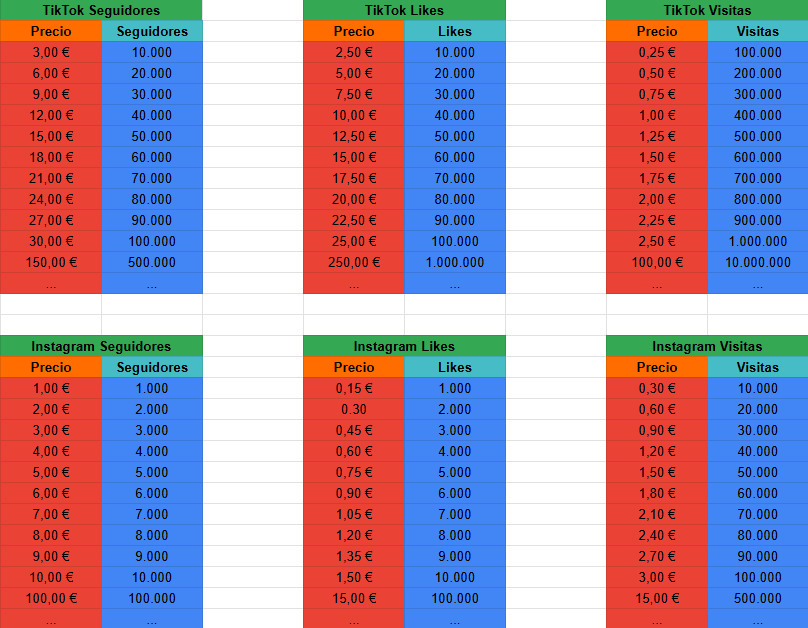 TikTok Seguidores TikTok Likes TikTok Visitas
Precio Seguidores Precio Likes Precio Visitas
3,00 € 10.000 2,50 € 10.000 0,25 € 100.000
6,00 € 20.000 5,00 € 20.000 0,50 € 200.000
9,00 € 30.000 7,50 € 30.000 0,75 € 300.000
12,00 € 40.000 10,00 € 40.000 1,00 € 400.000
15,00 € 50.000 12,50 € 50.000 1,25 € 500.000
18,00 € 60.000 15,00 € 60.000 1,50 € 600.000
21,00 € 70.000 17,50 € 70.000 1,75 € 700.000
24,00 € 80.000 20,00 € 80.000 2,00 € 800.000
27,00 € 90.000 22,50 € 90.000 2,25 € 900.000
30,00 € 100.000 25,00 € 100.000 2,50 € 1.000.000
150,00 € 500.000 250,00 € 1.000.000 100,00 € 10.000.000
... ... ... ... ... ...
Instagram Seguidores Instagram Likes Instagram Visitas
Precio Seguidores Precio Likes Precio Visitas
1,00 € 1.000 0,15 € 1.000 0,30 € 10.000
2,00 € 2.000 0.30 2.000 0,60 € 20.000
3,00 € 3.000 0,45 € 3.000 0,90 € 30.000
4,00 € 4.000 0,60 € 4.000 1,20 € 40.000
5,00 € 5.000 0,75 € 5.000 1,50 € 50.000
6,00 € 6.000 0,90 € 6.000 1,80 € 60.000
7,00 € 7.000 1,05 € 7.000 2,10 € 70.000
8,00 € 8.000 1,20 € 8.000 2,40 € 80.000
9,00 € 9.000 1,35 € 9.000 2,70 € 90.000
10,00 € 10.000 1,50 € 10.000 3,00 € 100.000
100,00 € 100.000 15,00 € 100.000 15,00 € 500.000
... ... ... ... ... ...